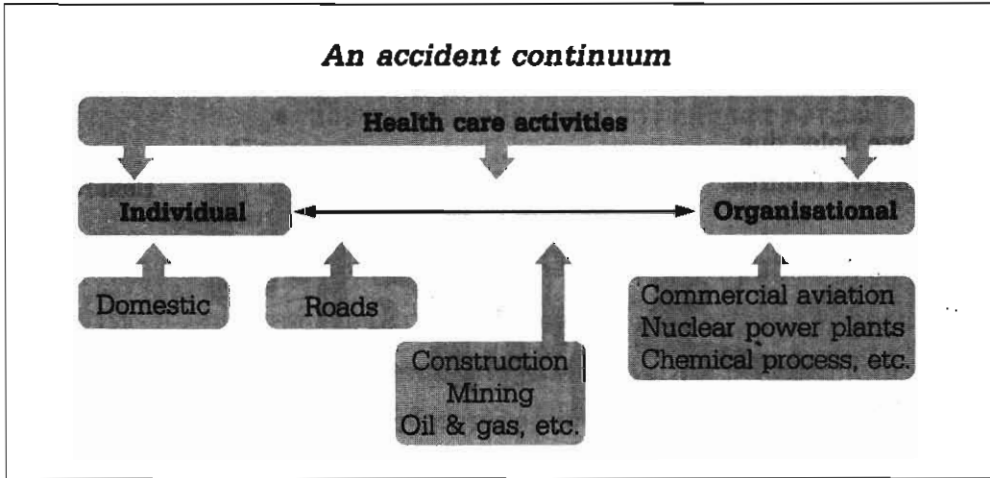 An accident continuum
Health care activities
Individual
Organisational
Domestic
Roads
Construction
Mining
Oil & gas, etc.
Commercial aviation
Nuclear power plants
Chemical process, etc.